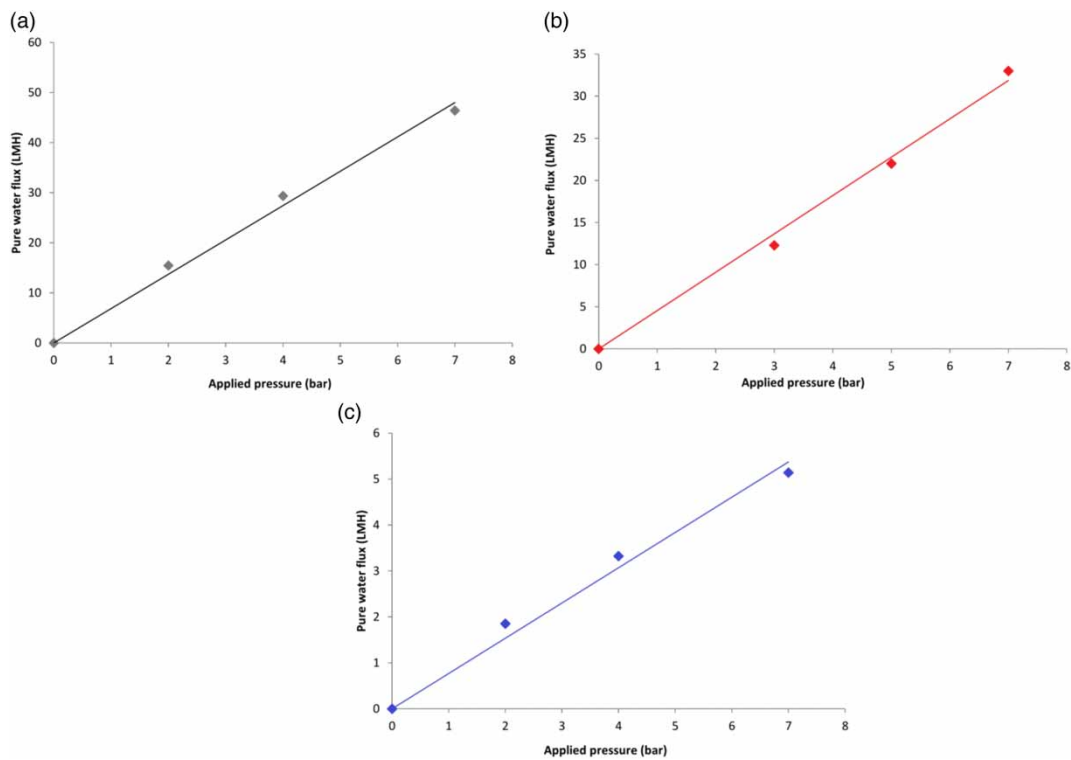 (a)
60
50
40
30
20
10
0
Pure water flux (LMH)
0 1 2 3 4 5 6 7 8
Applied pressure (bar)
(b)
35
30
25
20
15
10
5
0
Pure water flux (LMH)
0 1 2 3 4 5 6 7 8
Applied pressure (bar)
(c)
6
5
4
3
2
1
0
Pure water flux (LMH)
0 1 2 3 4 5 6 7 8
Applied pressure (bar)